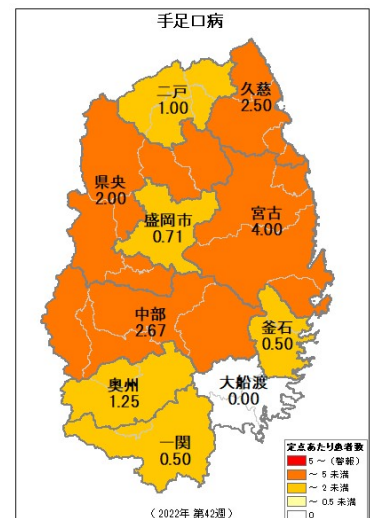 手足口病
二戸
1.00
久慈
2.50
県央
2.00
盛岡市
0.71
宮古
4.00
中部
2.67
釜石
0.50
奥州
1.25
大船渡
0.00
一関
0.50
定点あたり患者数
5 ～ (警報)
～ 5 未満
～ 2 未満
～ 0.5 未満
0
（2022年 第42週）